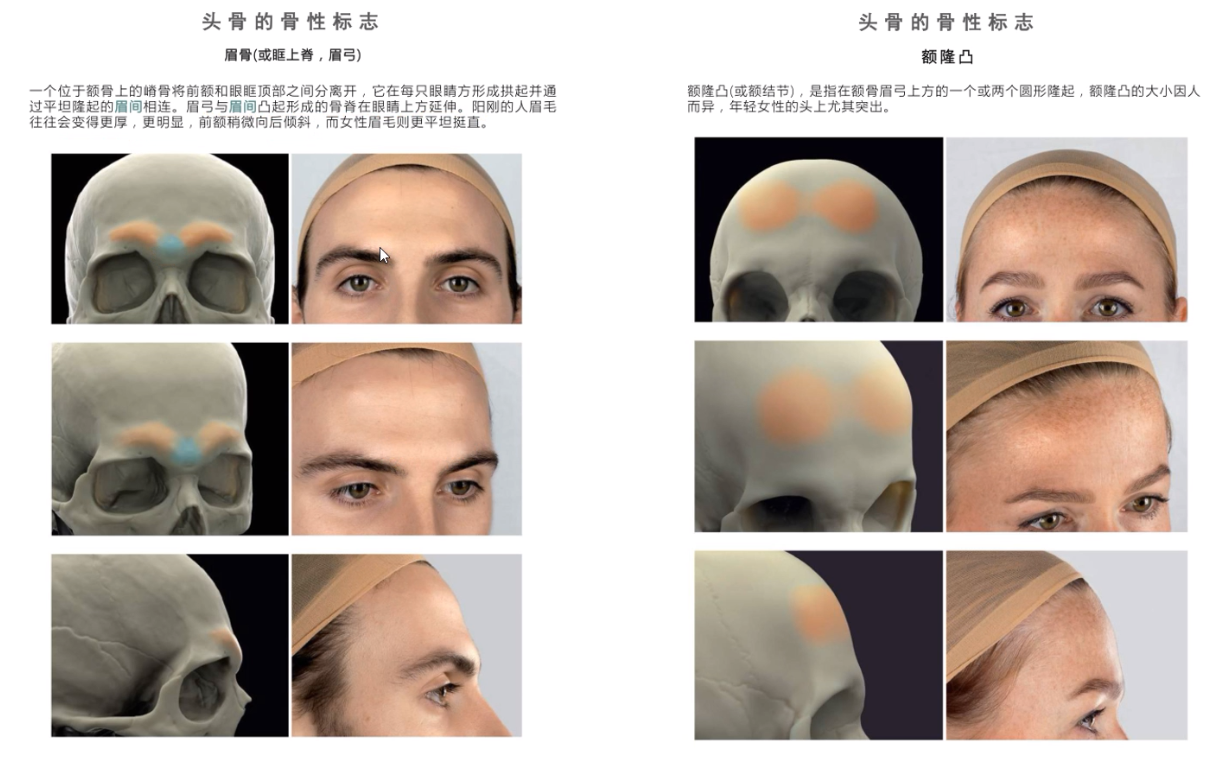 头骨的骨性标志
眉骨(或眶上脊，眉弓)
一个位于额骨上的嵴骨将前额和眼眶顶部之间分离开，它在每只眼睛方形成拱起并通
过平坦隆起的眉间相连。眉弓与眉间凸起形成的骨脊在眼睛上方延伸。阳刚的人眉毛
往往会变得更厚，更明显，前额稍微向后倾斜，而女性眉毛则更平坦挺直。
头骨的骨性标志
额隆凸
额隆凸(或额结节)，是指在额骨眉弓上方的一个或两个圆形隆起，额隆凸的大小因人
而异，年轻女性的头上尤其突出。